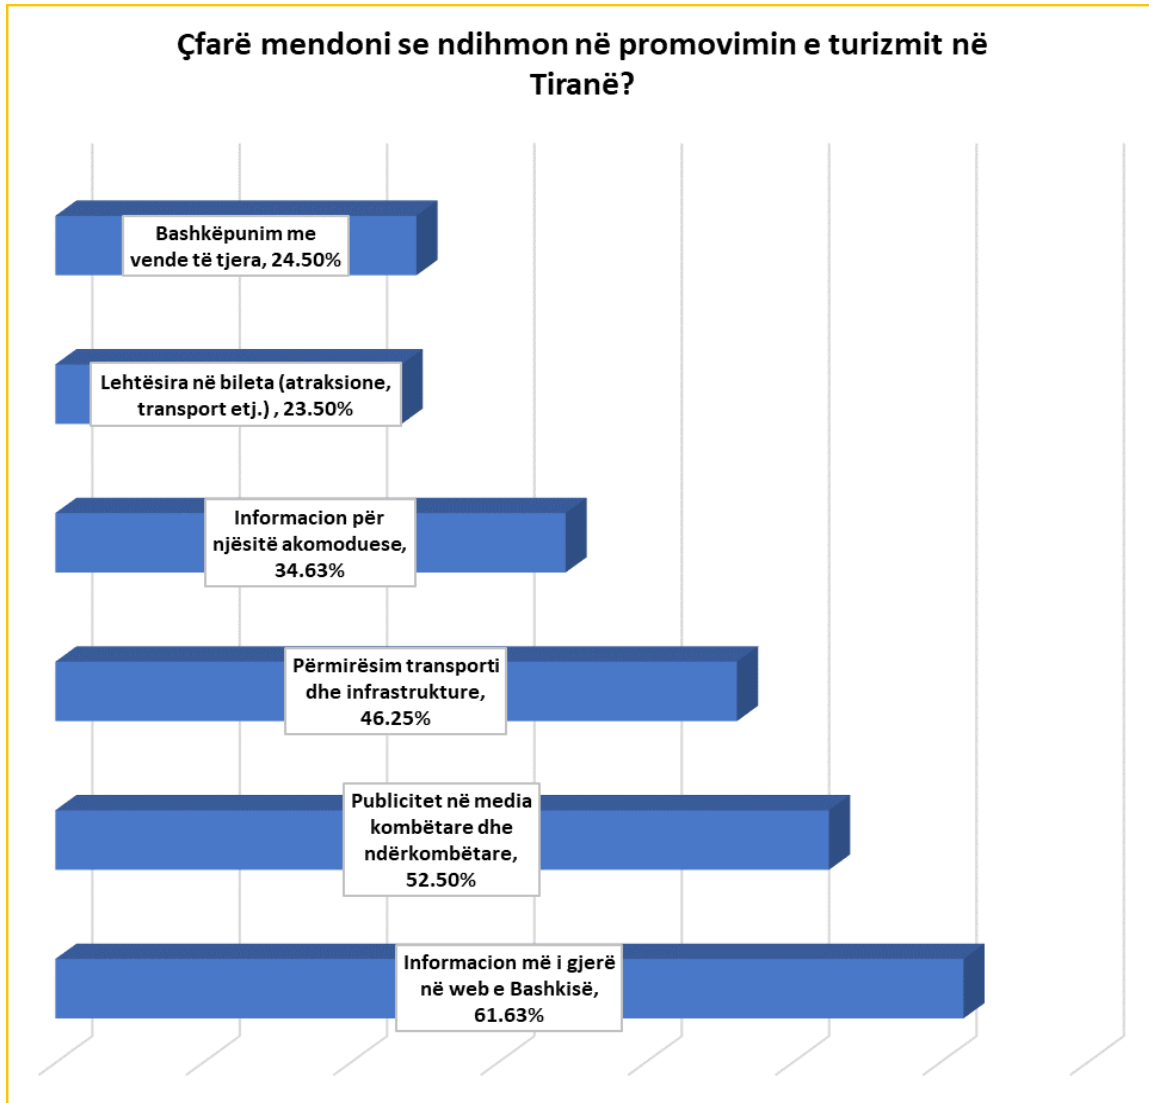 Çfarë mendoni se ndihmon në promovimin e turizmit në
Tiranë?
Bashkëpunim me
vende të tjera, 24.50%
Lehtësira në bileta (atraksione,
transport etj.) , 23.50%
Informacion për
njësitë akomoduese,
34.63%
Përmirësim transporti
dhe infrastrukture,
46.25%
Publicitet në media
kombëtare dhe
ndërkombëtare,
52.50%
Informacion më i gjerë
në web e Bashkisë,
61.63%